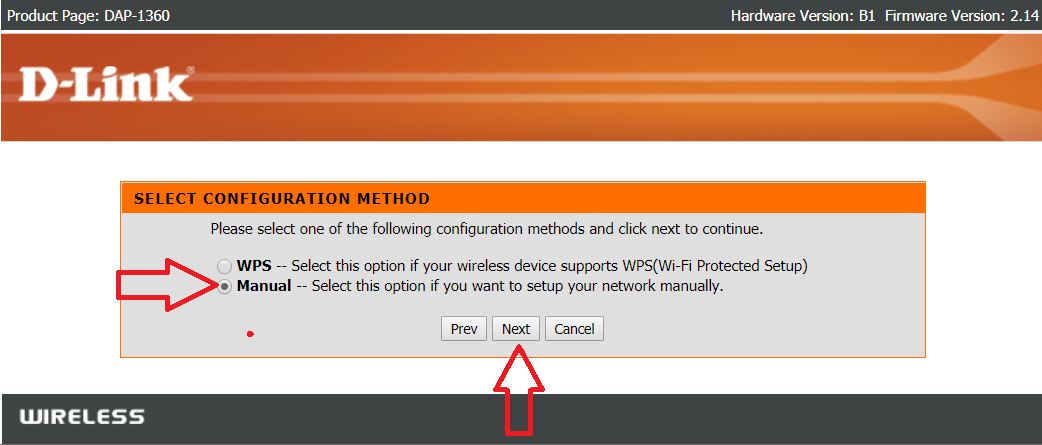 Product Page: DAP-1360
Hardware Version: B1 Firmware Version: 2.14
D-Link®
SELECT CONFIGURATION METHOD
Please select one of the following configuration methods and click next to continue.
WPS -- Select this option if your wireless device supports WPS(Wi-Fi Protected Setup)
Manual -- Select this option if you want to setup your network manually.
Prev Next Cancel
WIRELESS